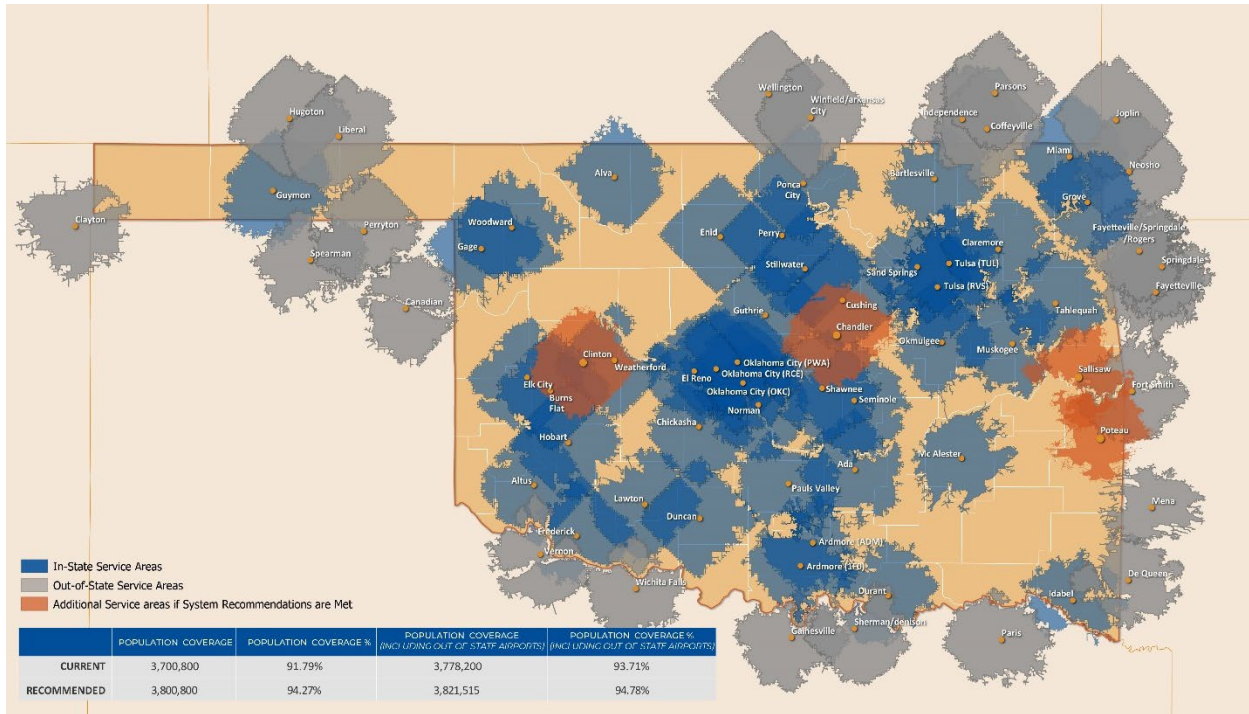 Wellington
Parsons
Hugoton
Winfield/arkansas
City
Independence
Joplin
Liberal
Coffeyville
Miami
Neosho
Alva
Bartlesville
Guymon
Ponca
City
Grove
Clayton
Woodward
Perryton
Enid
Perry
Fayetteville/Springdale
/Rogers
Gage
Claremore
Spearman
Stillwater
Sand Springs
Tulsa (TUL)
Springdale
Tulsa (RVS)
Fayetteville
Canadian
Cushing
Tahlequah
Guthrie
Chandler
Okmulgee
Muskogee
Clinton
Weatherford
Oklahoma City (PWA)
El Reno
Oklahoma City (RCE)
Sallisaw
Elk City
Oklahoma City (OKC)
Shawnee
Fort Smith
Burns
Flat
Norman
Seminole
Chickasha
Poteau
Hobart
Ada
Mc Alester
Altus
Lawton
Pauls Valley
Duncan
Mena
Frederick
Ardmore (ADM)
Vernon
Ardmore (1F0)
Wichita Falls
Durant
De Queen
Idabel
Gainesville
Sherman/denison
Paris
In-State Service Areas
Out-of-State Service Areas
Additional Service areas if System Recommendations are Met
POPULATION COVERAGE POPULATION COVERAGE % POPULATION COVERAGE (INCLUDING OUT OF STATE AIRPORTS) POPULATION COVERAGE % (INCLUDING OUT OF STATE AIRPORTS)
CURRENT 3,700,800 91.79% 3,778,200 93.71%
RECOMMENDED 3,800,800 94.27% 3,821,515 94.78%